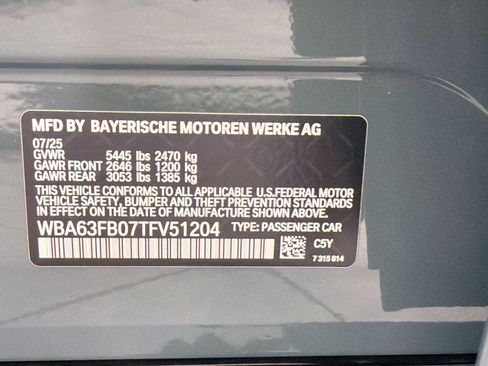 MFD BY BAYERISCHE MOTOREN WERKE AG
07/25
GVWR 5445 lbs 2470 kg
GAWR FRONT 2646 lbs 1200 kg
GAWR REAR 3053 lbs 1385 kg
THIS VEHICLE CONFORMS TO ALL APPLICABLE U.S.FEDERAL MOTOR
VEHICLE SAFETY, BUMPER AND THEFT PREVENTION STANDARDS
IN EFFECT ON THE DATE OF MANUFACTURE SHOWN ABOVE.
WBA63FB07TFV51204 TYPE: PASSENGER CAR
C5Y
7 315 814